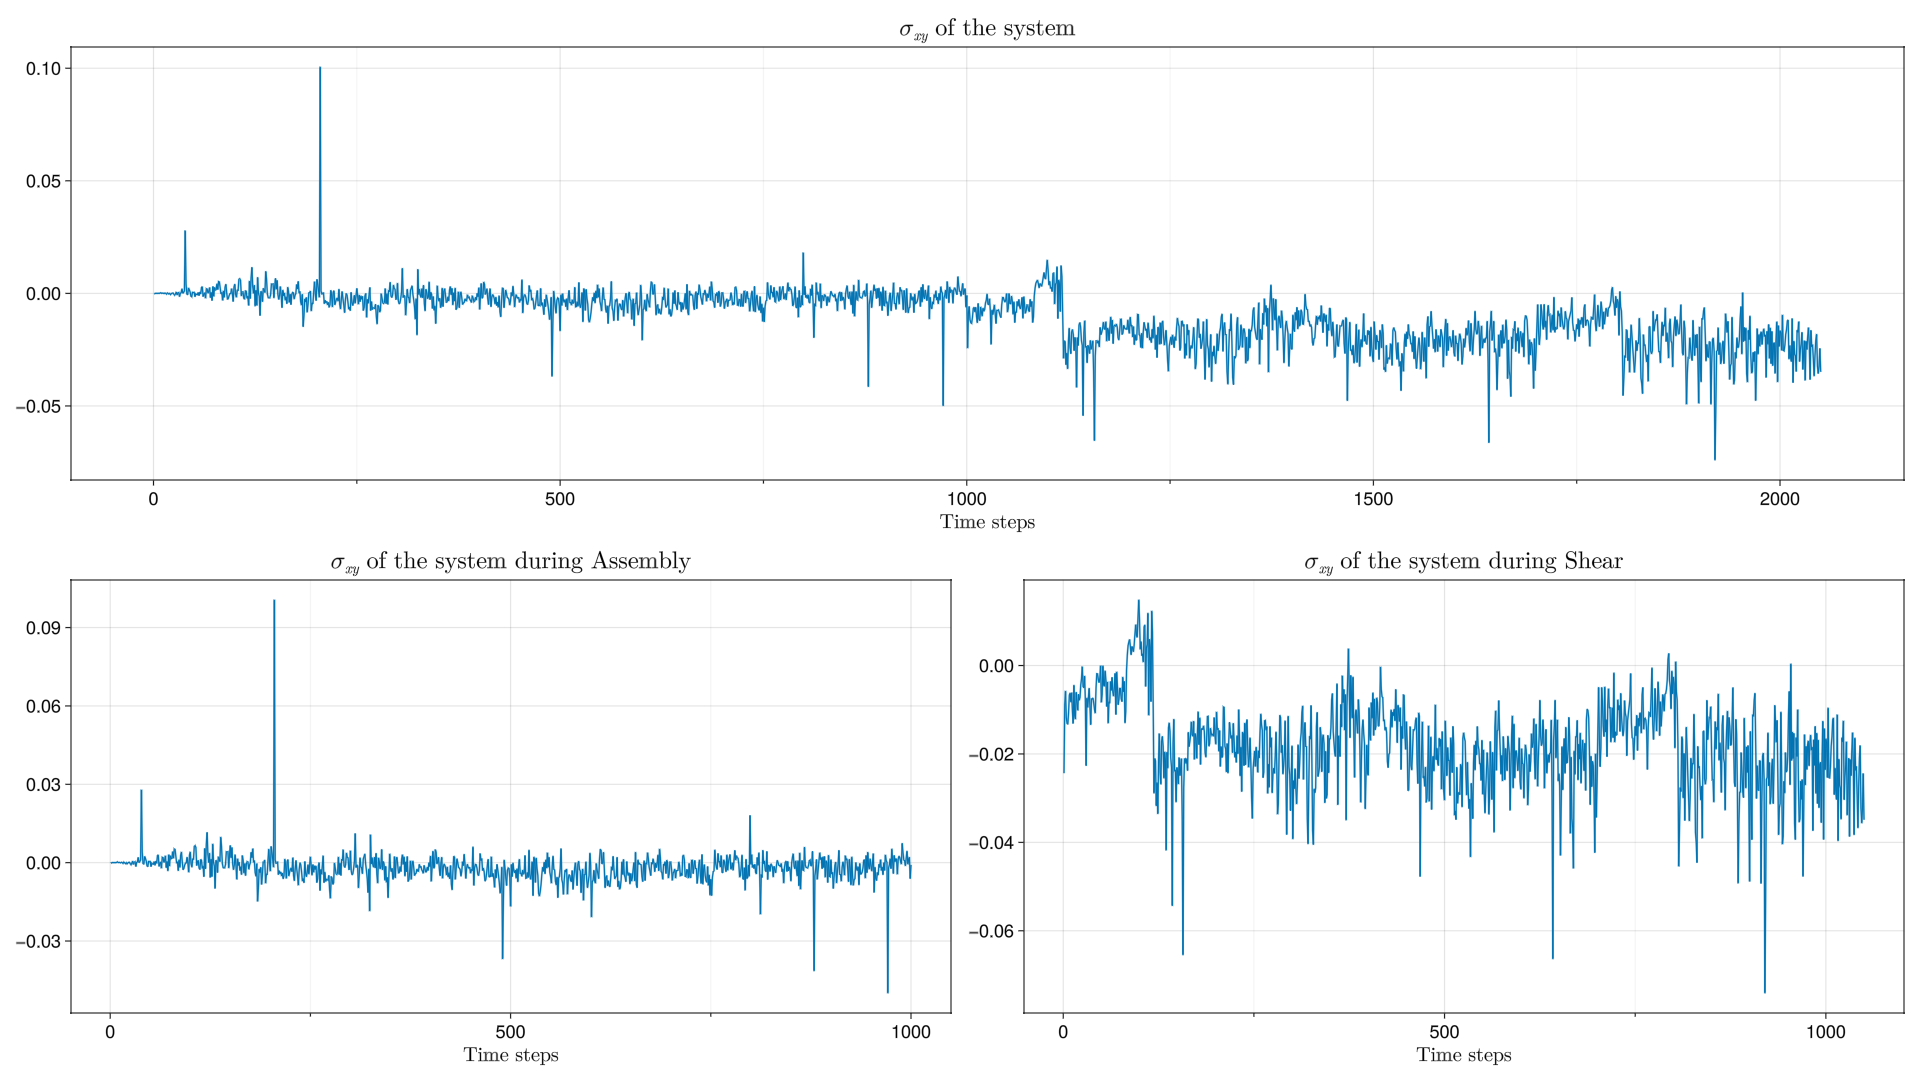 σxy of the system
0.10
0.05
0.00
−0.05
0 500 1000 1500 2000
Time steps
σxy of the system during Assembly
0.09
0.06
0.03
0.00
−0.03
0 500 1000
Time steps
σxy of the system during Shear
0.00
−0.02
−0.04
−0.06
0 500 1000
Time steps